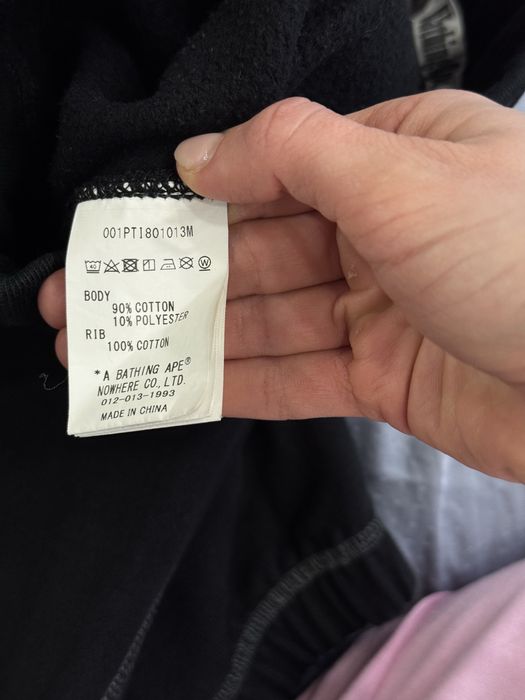 001PTI801013M
40
W
BODY
90% COTTON
10% POLYESTER
RIB
100% COTTON
* A BATHING APE®
NOWHERE CO., LTD.
012-013-1993
MADE IN CHINA